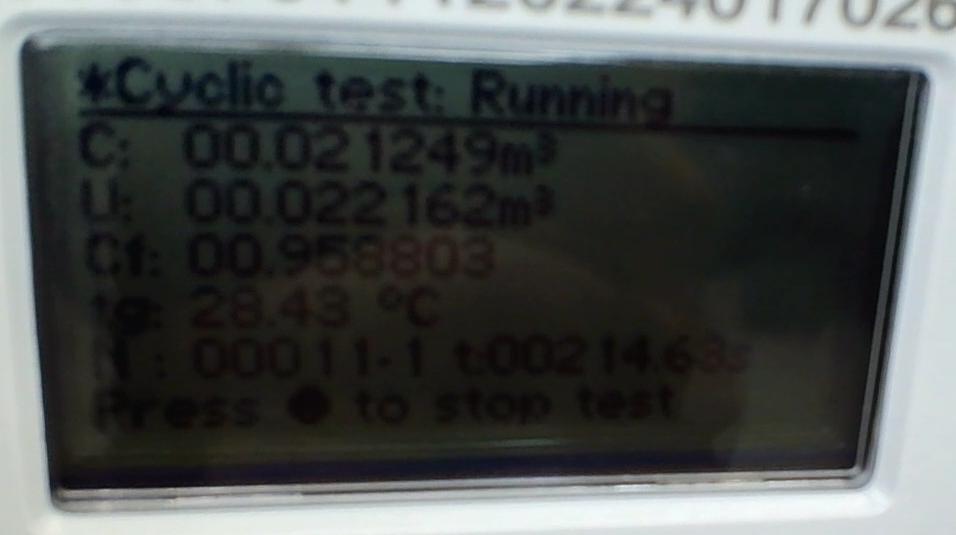 *Cyclic test: Running
C: 00.021249m³
U: 00.022162m³
Cf: 00.958803
tg: 28.43 °C
N : 00011-1 t:00214.63s
Press ● to stop test